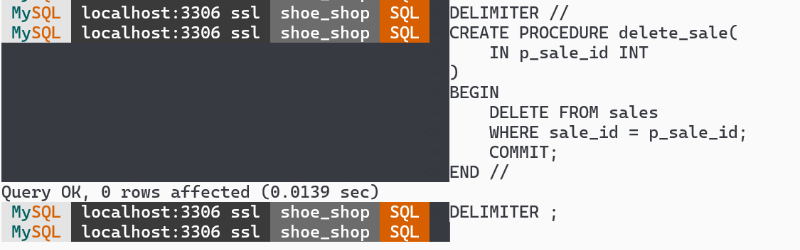 MySQL localhost:3306 ssl shoe_shop SQL DELIMITER //
MySQL localhost:3306 ssl shoe_shop SQL CREATE PROCEDURE delete_sale(
    IN p_sale_id INT
)
BEGIN
    DELETE FROM sales
    WHERE sale_id = p_sale_id;
    COMMIT;
END //
Query OK, 0 rows affected (0.0139 sec)
MySQL localhost:3306 ssl shoe_shop SQL DELIMITER ;
MySQL localhost:3306 ssl shoe_shop SQL